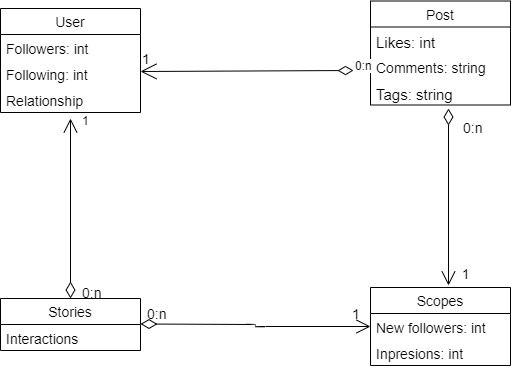 User
Followers: int
Following: int
Relationship
Post
Likes: int
Comments: string
Tags: string
1
0:n
1
0:n
0:n
1
Stories
Interactions
0:n
1
Scopes
New followers: int
Inpresions: int